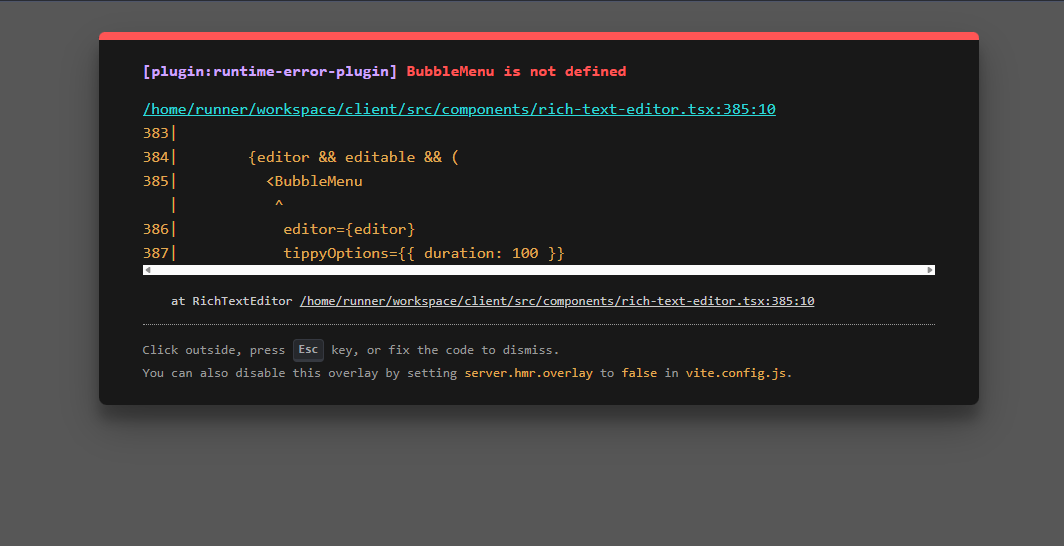 [plugin:runtime-error-plugin] BubbleMenu is not defined
/home/runner/workspace/client/src/components/rich-text-editor.tsx:385:10
383|
384|        {editor && editable && (
385|          <BubbleMenu
   |           ^
386|            editor={editor}
387|            tippyOptions={{ duration: 100 }}
at RichTextEditor /home/runner/workspace/client/src/components/rich-text-editor.tsx:385:10
Click outside, press Esc key, or fix the code to dismiss.
You can also disable this overlay by setting server.hmr.overlay to false in vite.config.js.